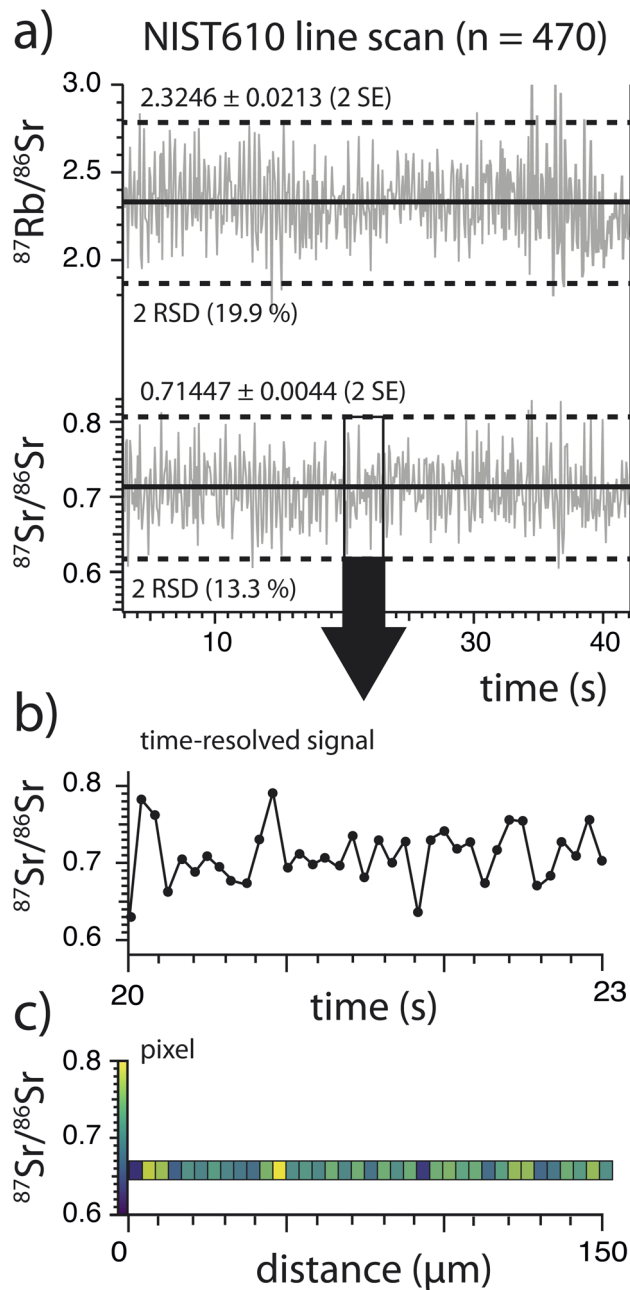 a)
NIST610 line scan (n = 470)
3.0
2.3246 ± 0.0213 (2 SE)
2.5
87Rb/86Sr
2.0
2 RSD (19.9 %)
0.71447 ± 0.0044 (2 SE)
0.8
87Sr/86Sr
0.7
0.6
2 RSD (13.3 %)
10
30
40
time (s)
b)
time-resolved signal
0.8
87Sr/86Sr
0.7
0.6
20
23
time (s)
c)
pixel
0.8
87Sr/86Sr
0.7
0.6
0
150
distance (μm)